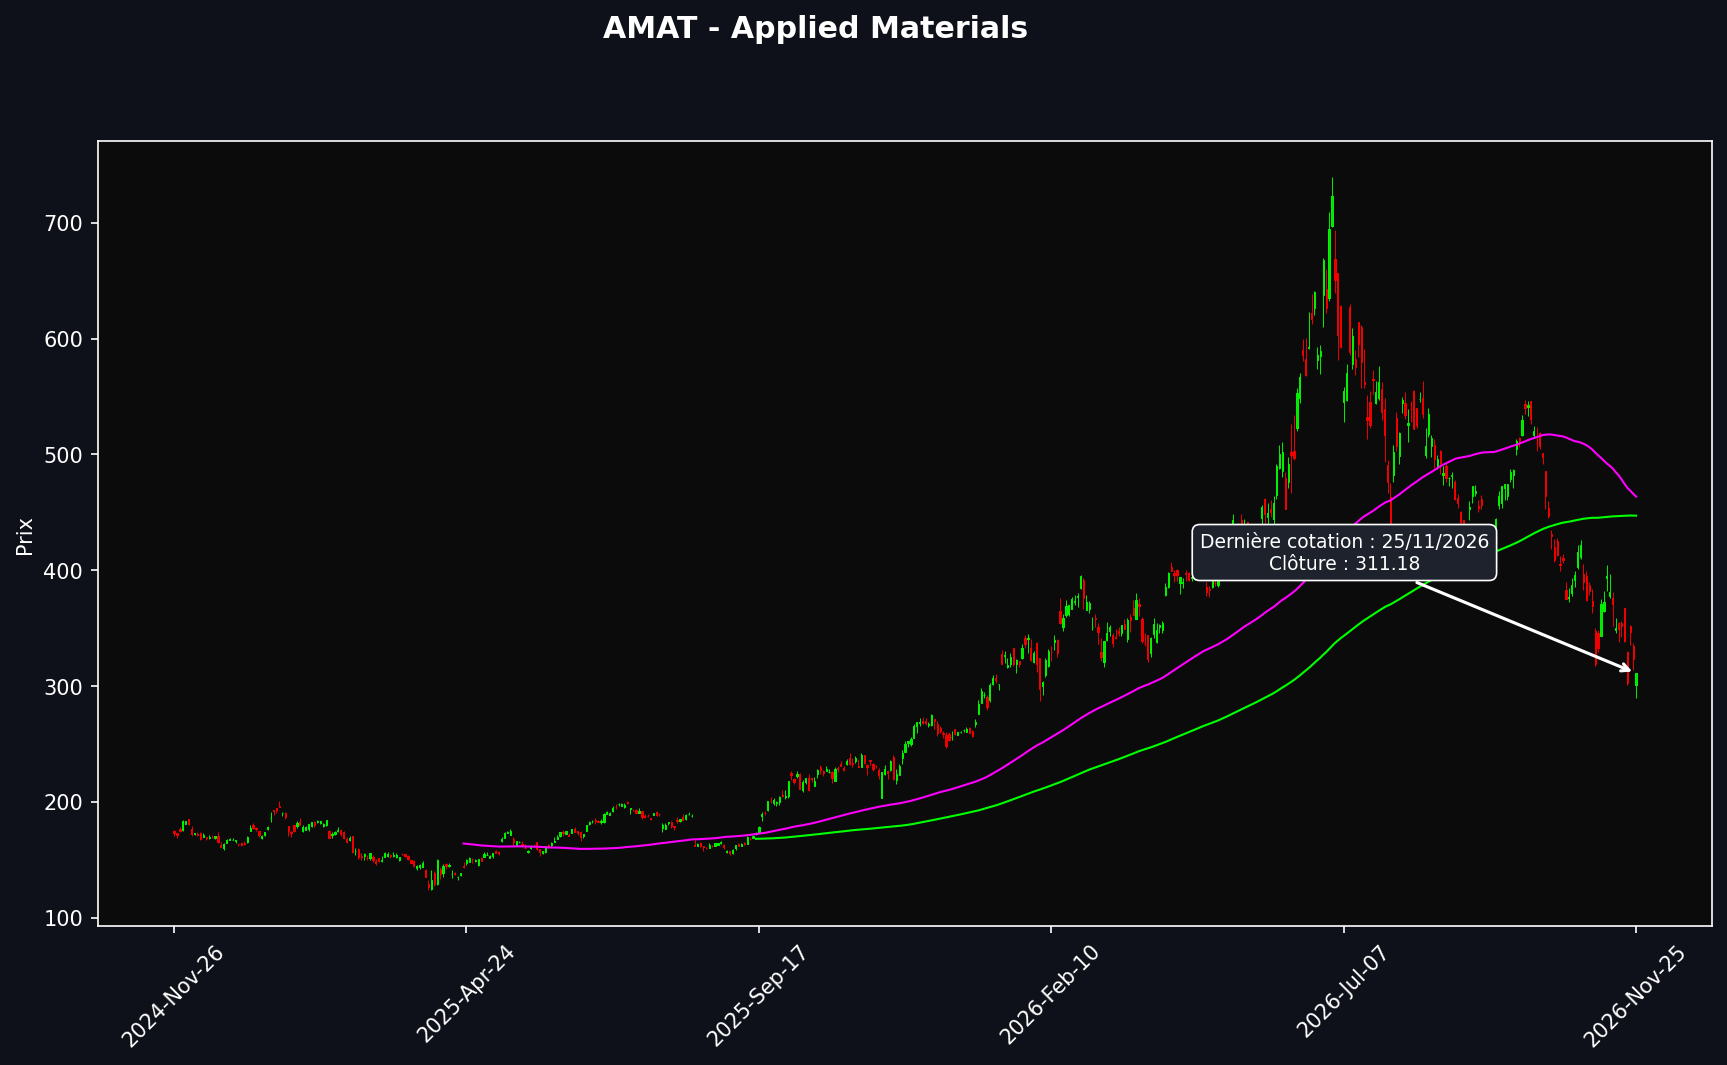 AMAT - Applied Materials
Prix
700
600
500
400
300
200
100
Dernière cotation : 25/11/2026
Clôture : 311.18
2024-Nov-26
2025-Apr-24
2025-Sep-17
2026-Feb-10
2026-Jul-07
2026-Nov-25